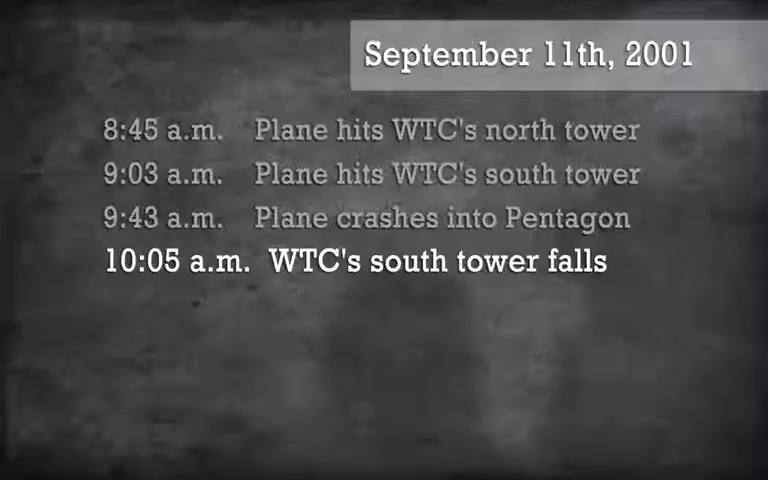 September 11th, 2001
8:45 a.m. Plane hits WTC's north tower
9:03 a.m. Plane hits WTC's south tower
9:43 a.m. Plane crashes into Pentagon
10:05 a.m. WTC's south tower falls